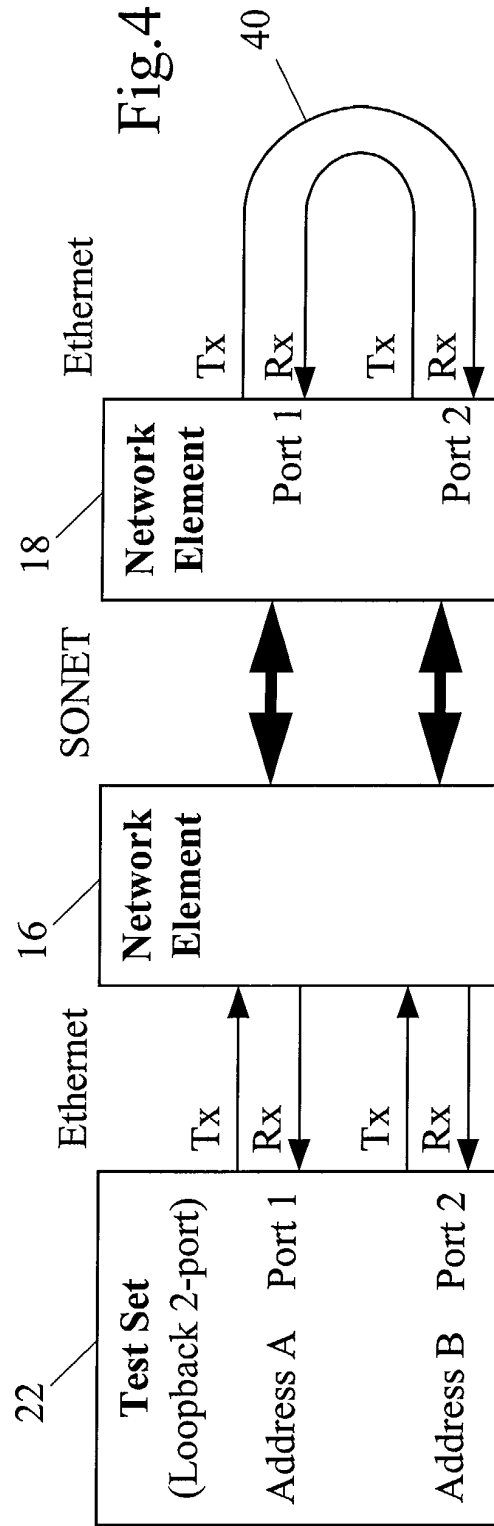 Fig.4
Ethernet
SONET
Ethernet
22
16
18
40
Test Set
(Loopback 2-port)
Address A Port 1
Address B Port 2
Tx
Rx
Tx
Rx
Network
Element
Network
Element
Port 1
Port 2
Tx
Rx
Tx
Rx